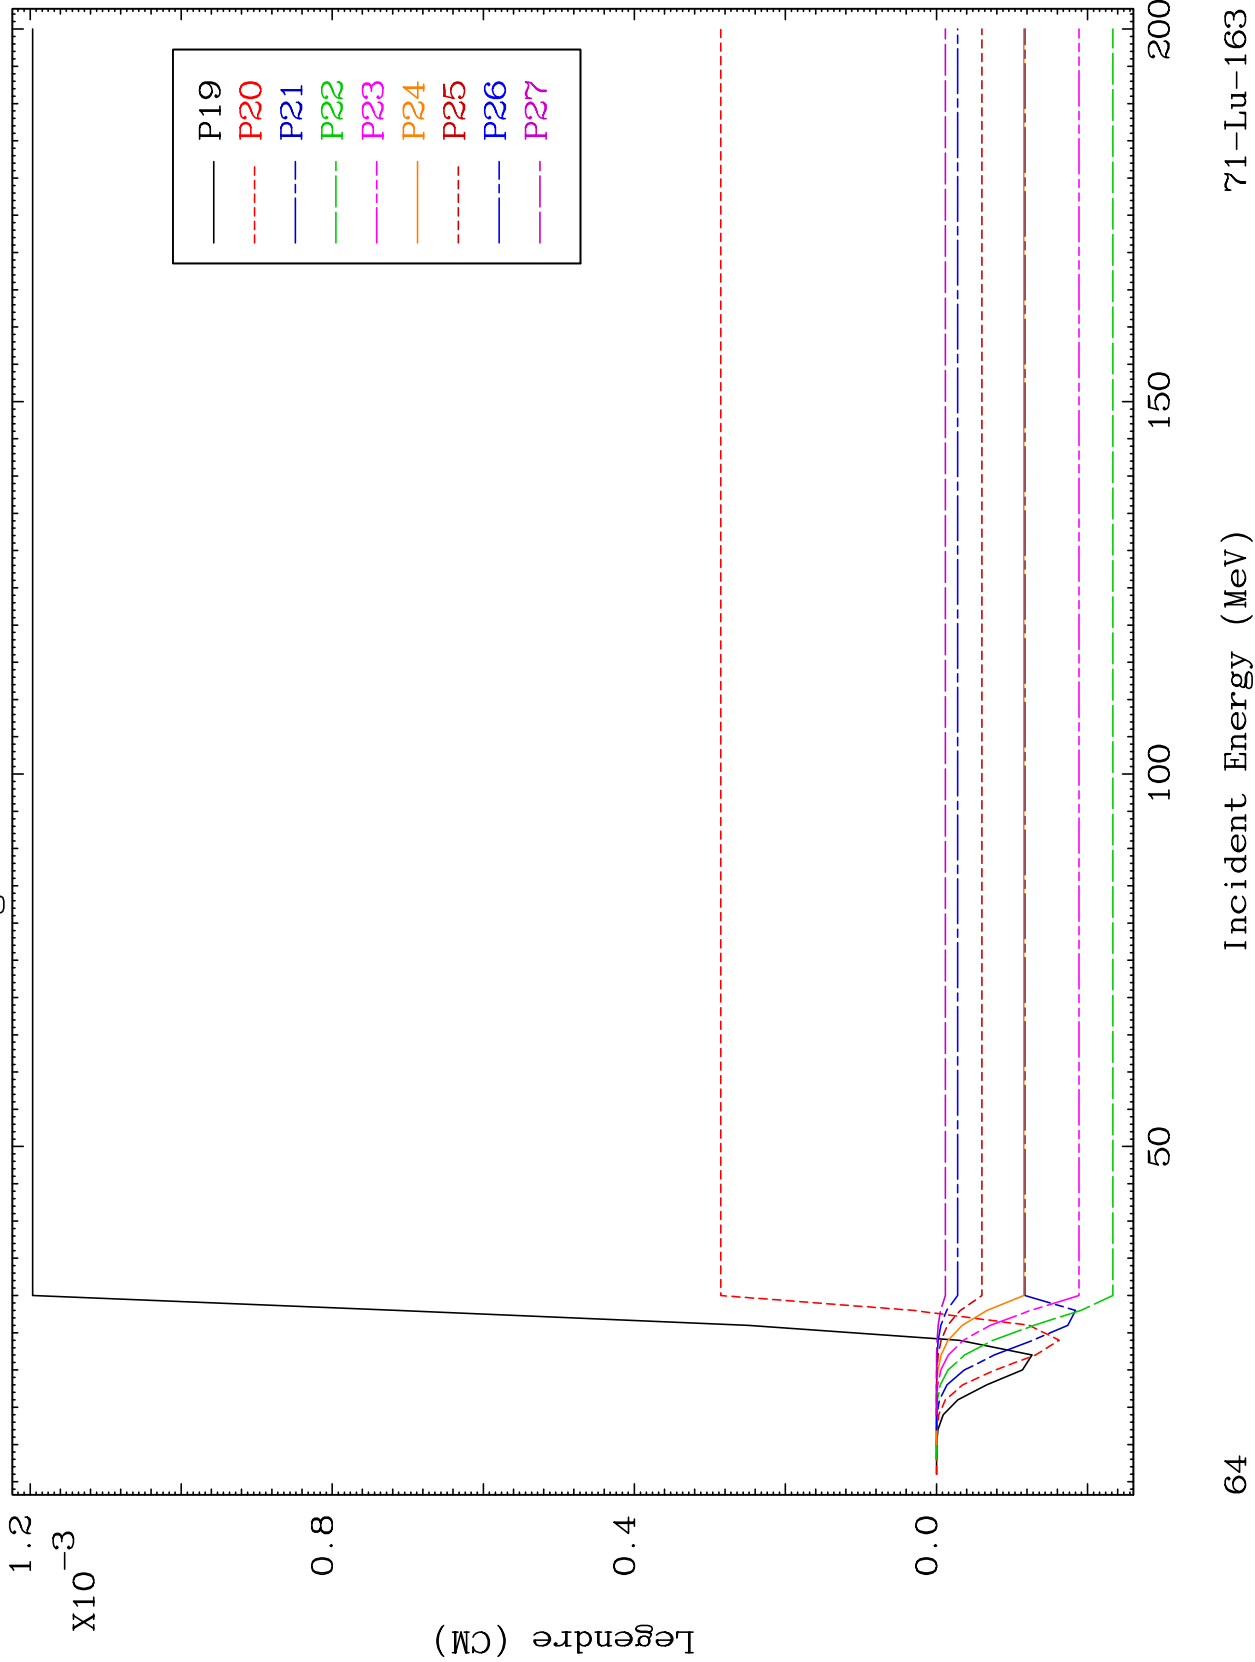 1.2
X10-3
0.8
0.4
0.0
Legendre (CM)
P19
P20
P21
P22
P23
P24
P25
P26
P27
50
100
150
200
Incident Energy (MeV)
64
71-Lu-163